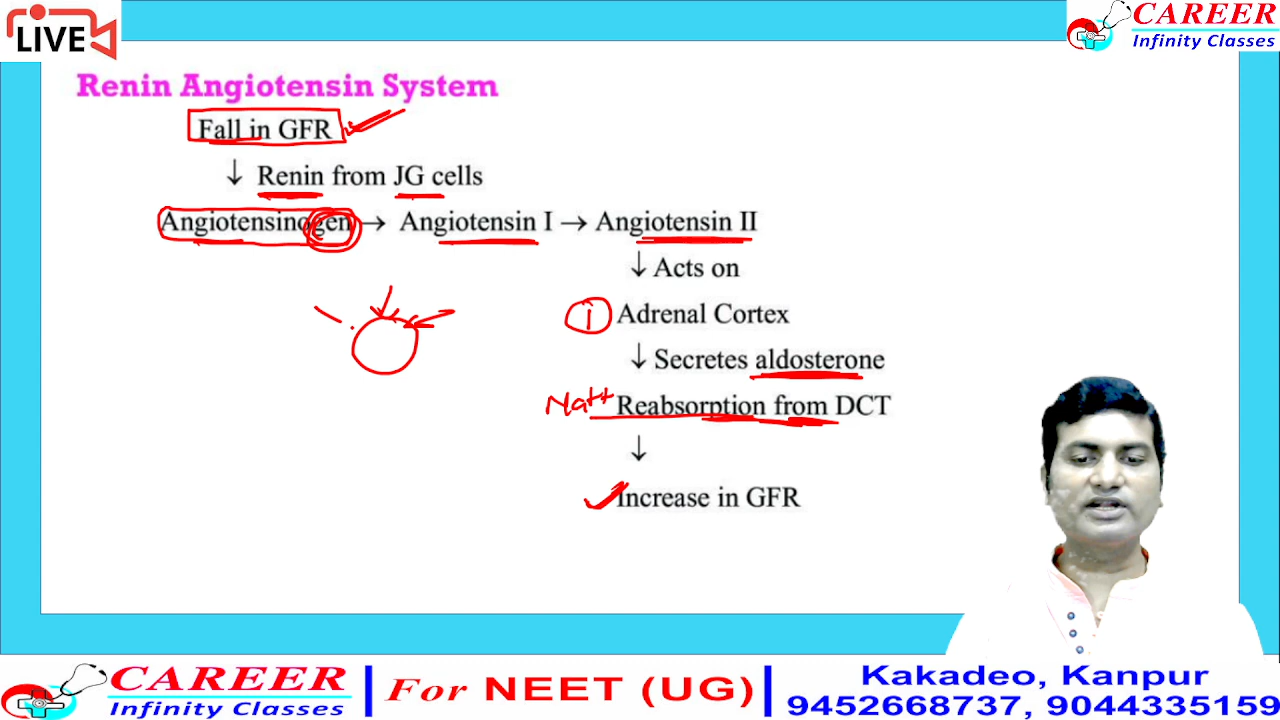 LIVE
CAREER
Infinity Classes
Renin Angiotensin System
Fall in GFR
↓ Renin from JG cells
Angiotensinogen → Angiotensin I → Angiotensin II
↓ Acts on
i Adrenal Cortex
↓ Secretes aldosterone
Na++ Reabsorption from DCT
↓
Increase in GFR
CAREER
Infinity Classes
For NEET (UG)
Kakadeo, Kanpur
9452668737, 9044335159